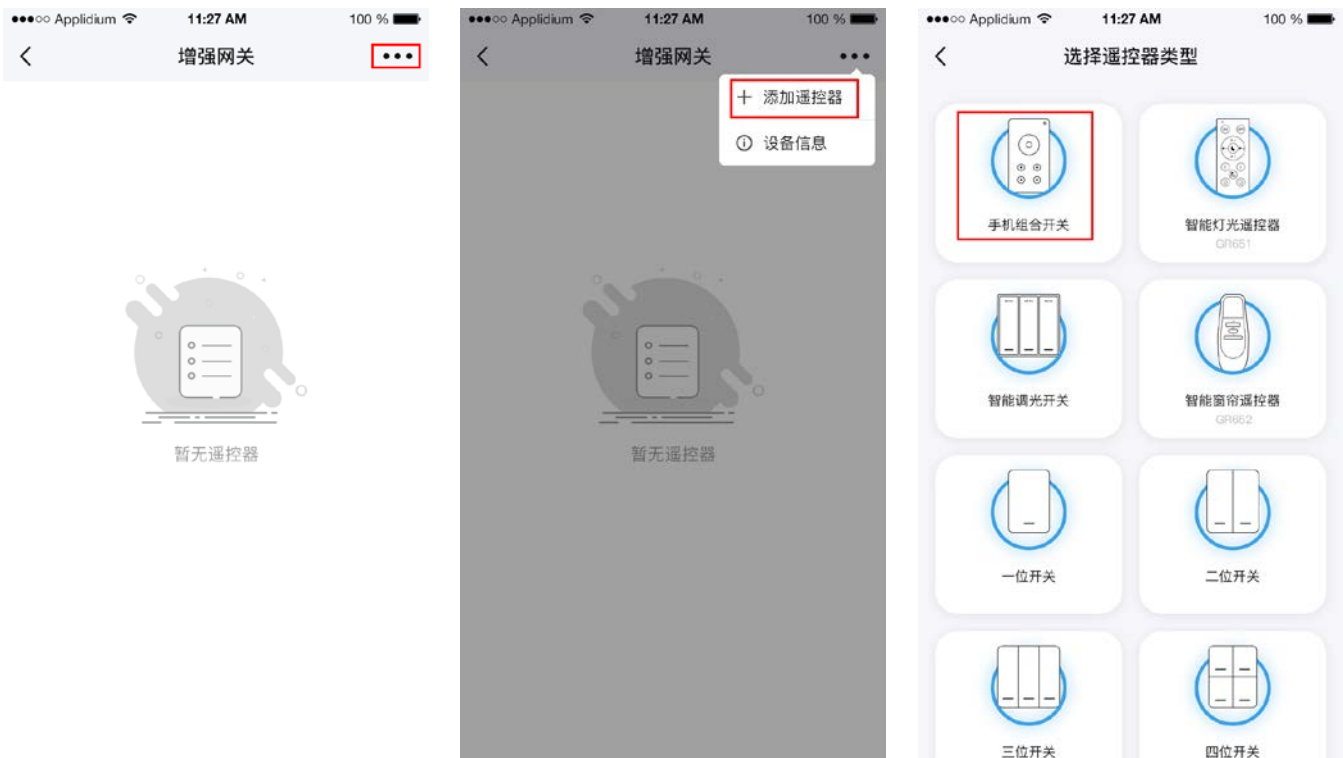 ●●●○○ Applidium 11:27 AM 100 %
增强网关
暂无遥控器
●●●○○ Applidium 11:27 AM 100 %
增强网关
添加遥控器
设备信息
暂无遥控器
●●●○○ Applidium 11:27 AM 100 %
选择遥控器类型
手机组合开关
智能灯光遥控器
GR651
智能调光开关
智能窗帘遥控器
GR652
一位开关
二位开关
三位开关
四位开关